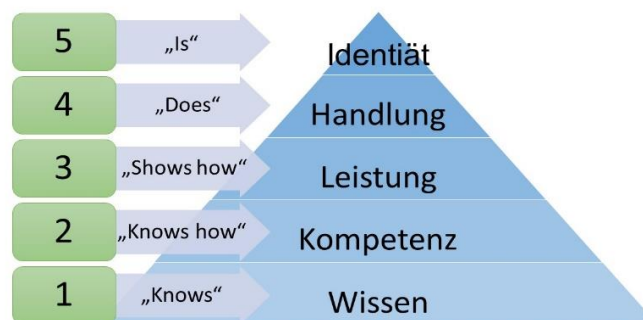 5 „Is“ Identiät
4 „Does“ Handlung
3 „Shows how“ Leistung
2 „Knows how“ Kompetenz
1 „Knows“ Wissen